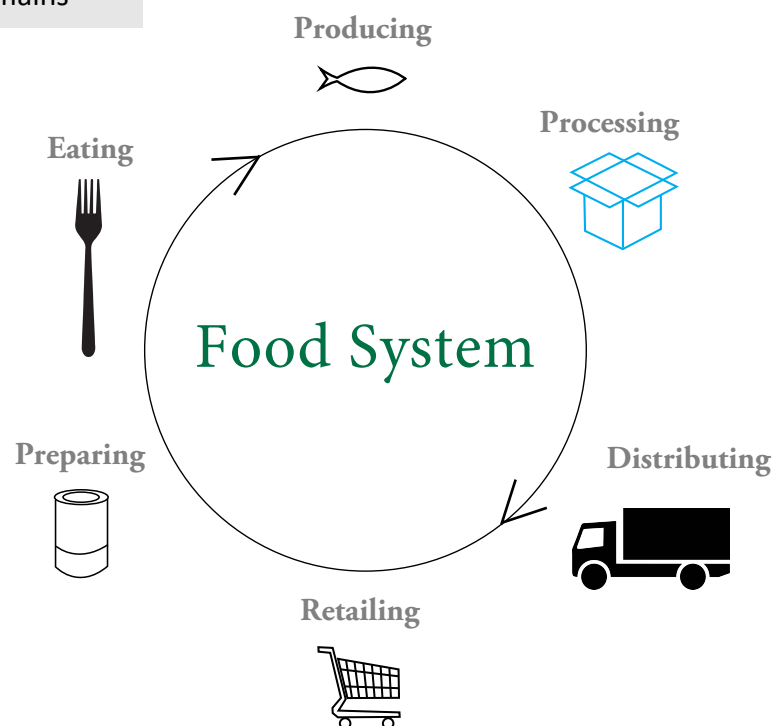 Producing
Processing
Eating
Food System
Preparing
Distributing
Retailing